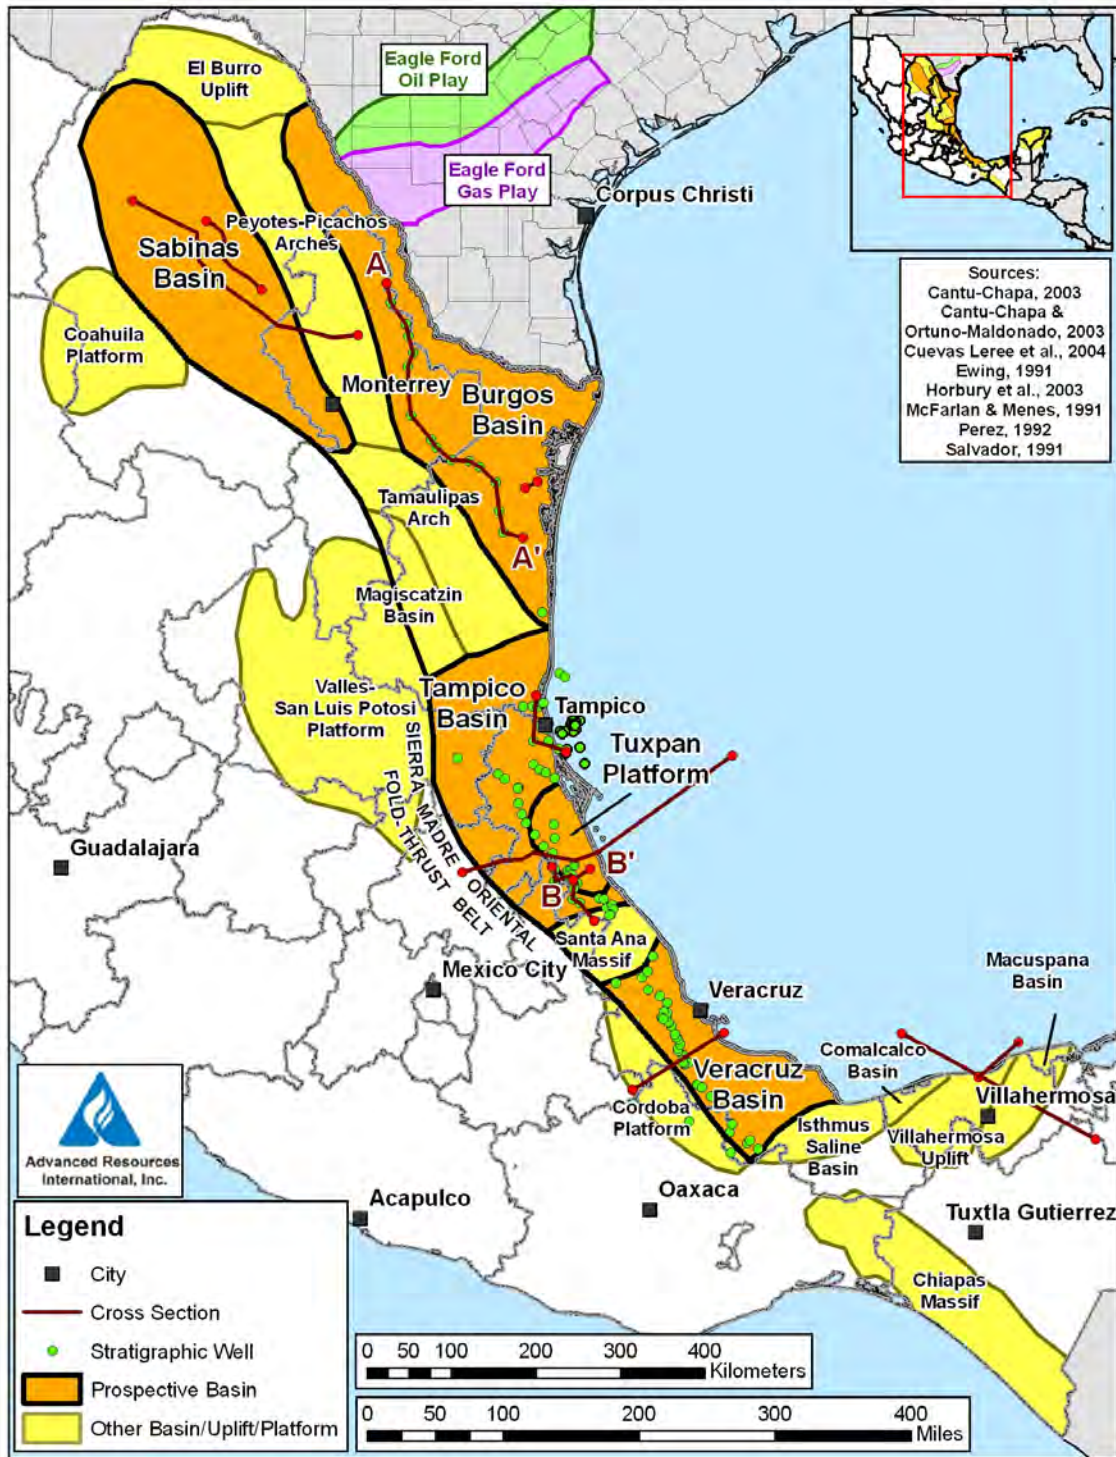 El Burro
Uplift
Eagle Ford
Oil Play
Eagle Ford
Gas Play
Corpus Christi
Peyotes-Picachos
Arches
Sabinas
Basin
A
Coahuila
Platform
Monterrey
Burgos
Basin
Tamaulipas
Arch
A'
Magiscatzin
Basin
Sources:
Cantu-Chapa, 2003
Cantu-Chapa &
Ortuno-Maldonado, 2003
Cuevas Leree et al., 2004
Ewing, 1991
Horbury et al., 2003
McFarlan & Menes, 1991
Perez, 1992
Salvador, 1991
Valles-
San Luis Potosi
Platform
Tampico
Basin
Tampico
Tuxpan
Platform
SIERRA MADRE ORIENTAL
FOLD-THRUST BELT
Guadalajara
B
B'
Santa Ana
Massif
Mexico City
Veracruz
Macuspana
Basin
Comalcalco
Basin
Veracruz
Basin
Cordoba
Platform
Isthmus
Saline
Basin
Villahermosa
Villahermosa
Uplift
Advanced Resources
International, Inc.
Acapulco
Oaxaca
Tuxtla Gutierrez
Chiapas
Massif
Legend
City
Cross Section
Stratigraphic Well
Prospective Basin
Other Basin/Uplift/Platform
0 50 100 200 300 400
Kilometers
0 50 100 200 300 400
Miles